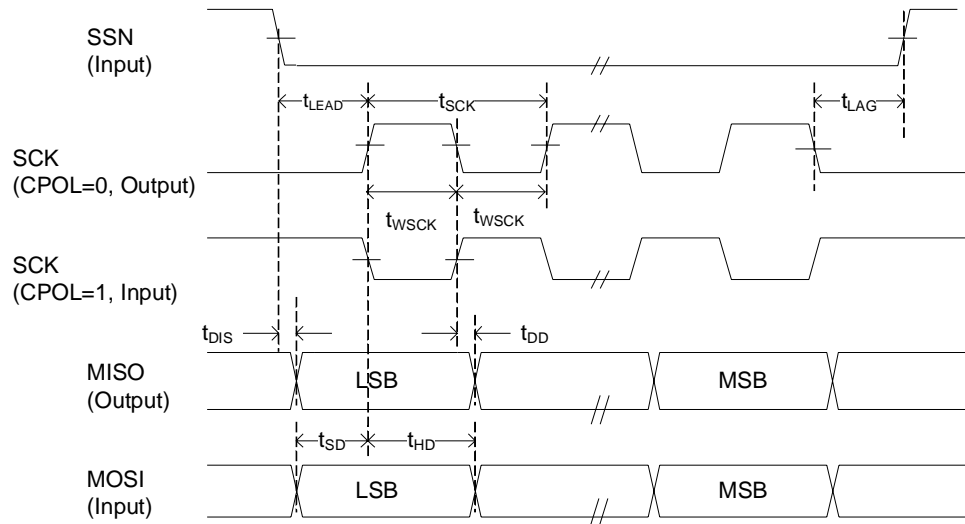 SSN
(Input)
tLEAD
tSCK
tLAG
SCK
(CPOL=0, Output)
tWSCK
tWSCK
SCK
(CPOL=1, Input)
tDIS
tDD
MISO
(Output)
LSB
MSB
tSD
tHD
MOSI
(Input)
LSB
MSB